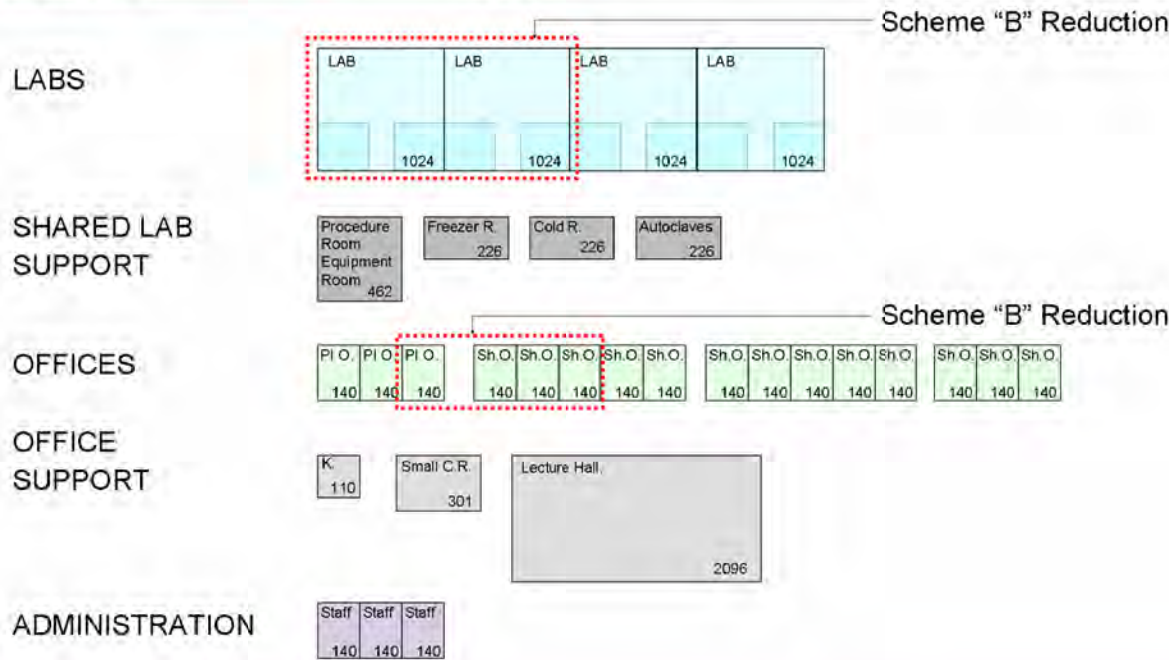 Scheme “B” Reduction
LABS
LAB LAB LAB LAB
1024 1024 1024 1024
SHARED LAB
SUPPORT
Procedure
Room
Equipment
Room
462
Freezer R.
226
Cold R.
226
Autoclaves
226
Scheme “B” Reduction
OFFICES
PI O. PI O. PI O. Sh.O. Sh.O. Sh.O. Sh.O. Sh.O. Sh.O. Sh.O. Sh.O. Sh.O. Sh.O. Sh.O. Sh.O. Sh.O.
140 140 140 140 140 140 140 140 140 140 140 140 140 140 140 140
OFFICE
SUPPORT
K.
110
Small C.R.
301
Lecture Hall.
2096
ADMINISTRATION
Staff Staff Staff
140 140 140